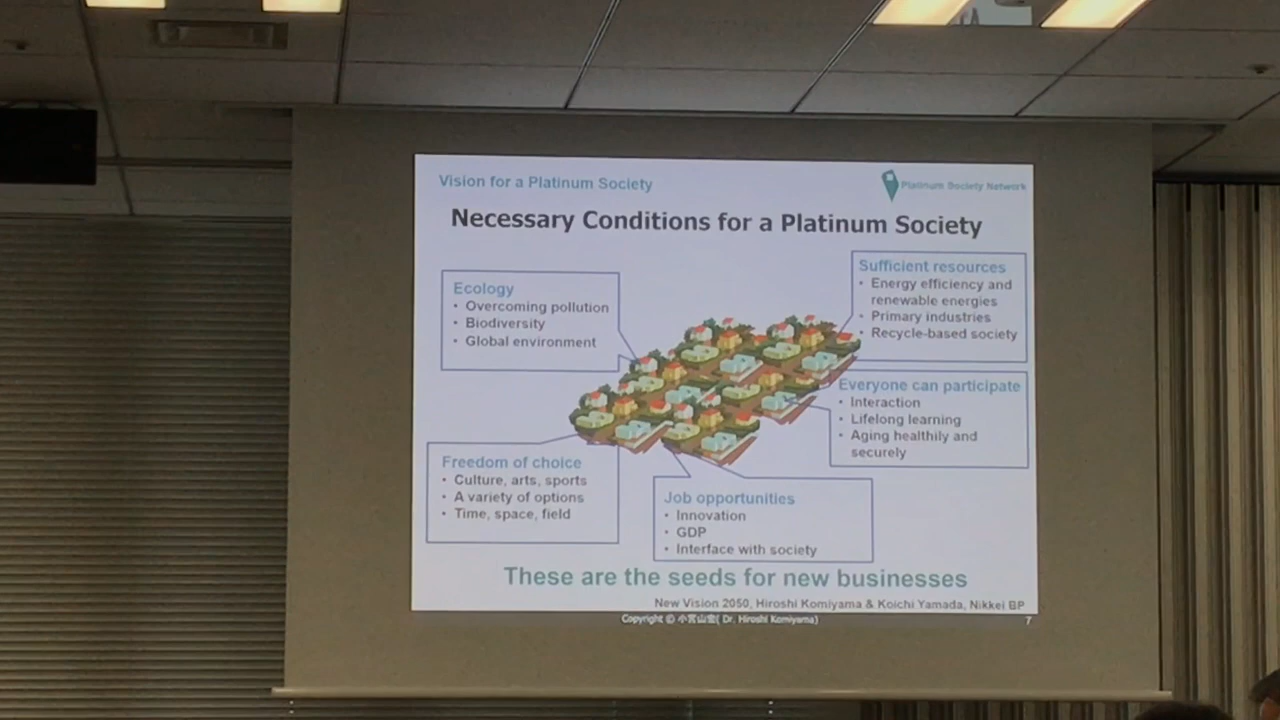 Vision for a Platinum Society
Platinum Society Network
Necessary Conditions for a Platinum Society
Ecology
• Overcoming pollution
• Biodiversity
• Global environment
Sufficient resources
• Energy efficiency and
renewable energies
• Primary industries
• Recycle-based society
Everyone can participate
• Interaction
• Lifelong learning
• Aging healthily and
securely
Freedom of choice
• Culture, arts, sports
• A variety of options
• Time, space, field
Job opportunities
• Innovation
• GDP
• Interface with society
These are the seeds for new businesses
New Vision 2050, Hiroshi Komiyama & Koichi Yamada, Nikkei BP
Copyright © 小宮山宏( Dr. Hiroshi Komiyama)
7